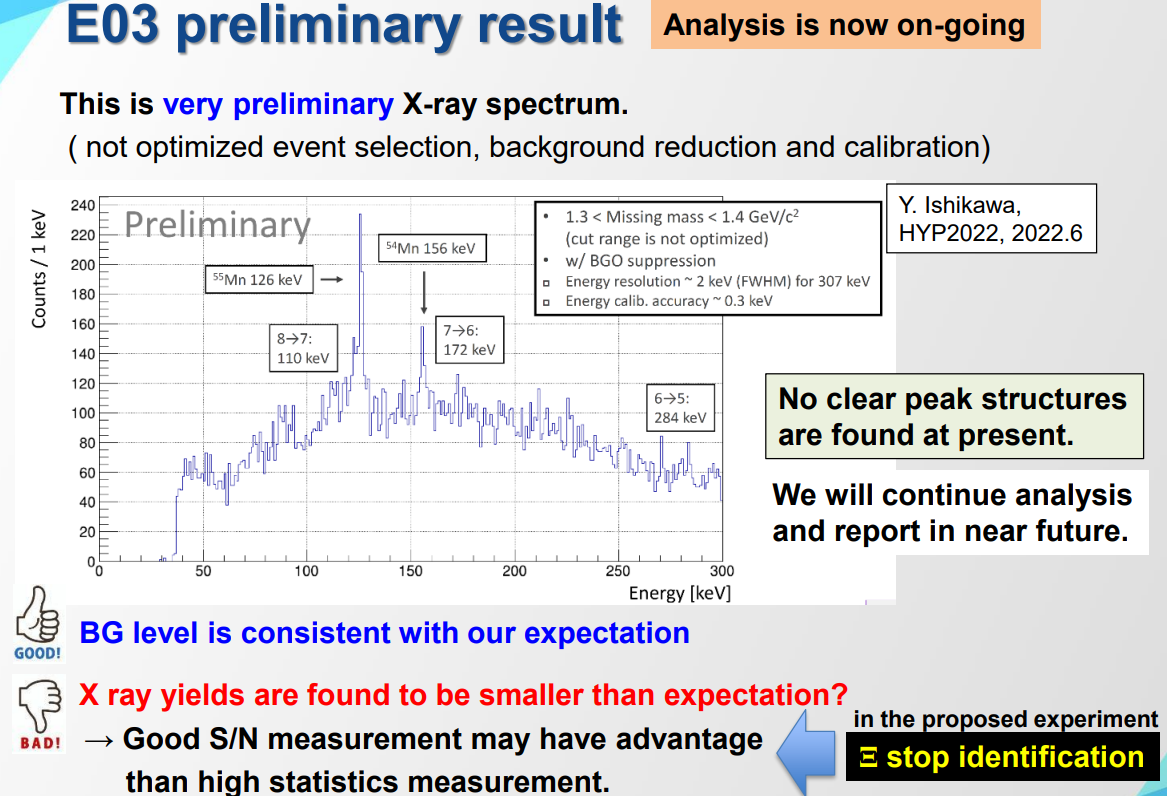 E03 preliminary result
Analysis is now on-going
This is very preliminary X-ray spectrum.
( not optimized event selection, background reduction and calibration)
Counts / 1 keV
240
220
200
180
160
140
120
100
80
60
40
20
0
Preliminary
⁵⁵Mn 126 keV
⁵⁴Mn 156 keV
8→7:
110 keV
7→6:
172 keV
6→5:
284 keV
• 1.3 < Missing mass < 1.4 GeV/c²
(cut range is not optimized)
• w/ BGO suppression
▫ Energy resolution ~ 2 keV (FWHM) for 307 keV
▫ Energy calib. accuracy ~ 0.3 keV
0 50 100 150 200 250 300
Energy [keV]
Y. Ishikawa,
HYP2022, 2022.6
No clear peak structures
are found at present.
We will continue analysis
and report in near future.
GOOD!
BG level is consistent with our expectation
BAD!
X ray yields are found to be smaller than expectation?
→ Good S/N measurement may have advantage
than high statistics measurement.
in the proposed experiment
Ξ stop identification